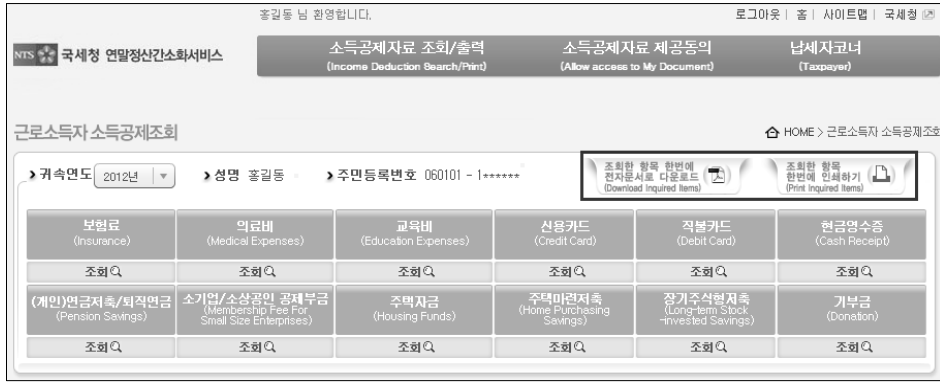 홍길동 님 환영합니다.
로그아웃 | 홈 | 사이트맵 | 국세청
NTS 국세청 연말정산간소화서비스
소득공제자료 조회/출력
(Income Deduction Search/Print)
소득공제자료 제공동의
(Allow access to My Document)
납세자코너
(Taxpayer)
근로소득자 소득공제조회
HOME > 근로소득자 소득공제조회
귀속연도 2012년
성명 홍길동
주민등록번호 060101 - 1******
조회한 항목 한번에
전자문서로 다운로드
(Download Inquired Items)
조회한 항목
한번에 인쇄하기
(Print Inquired Items)
보험료
(Insurance)
의료비
(Medical Expenses)
교육비
(Education Expenses)
신용카드
(Credit Card)
직불카드
(Debit Card)
현금영수증
(Cash Receipt)
조회 조회 조회 조회 조회 조회
(개인)연금저축/퇴직연금
(Pension Savings)
소기업/소상공인 공제부금
(Membership Fee For
Small Size Enterprises)
주택자금
(Housing Funds)
주택마련저축
(Home Purchasing
Savings)
장기주식형저축
(Long-term Stock
-invested Savings)
기부금
(Donation)
조회 조회 조회 조회 조회 조회